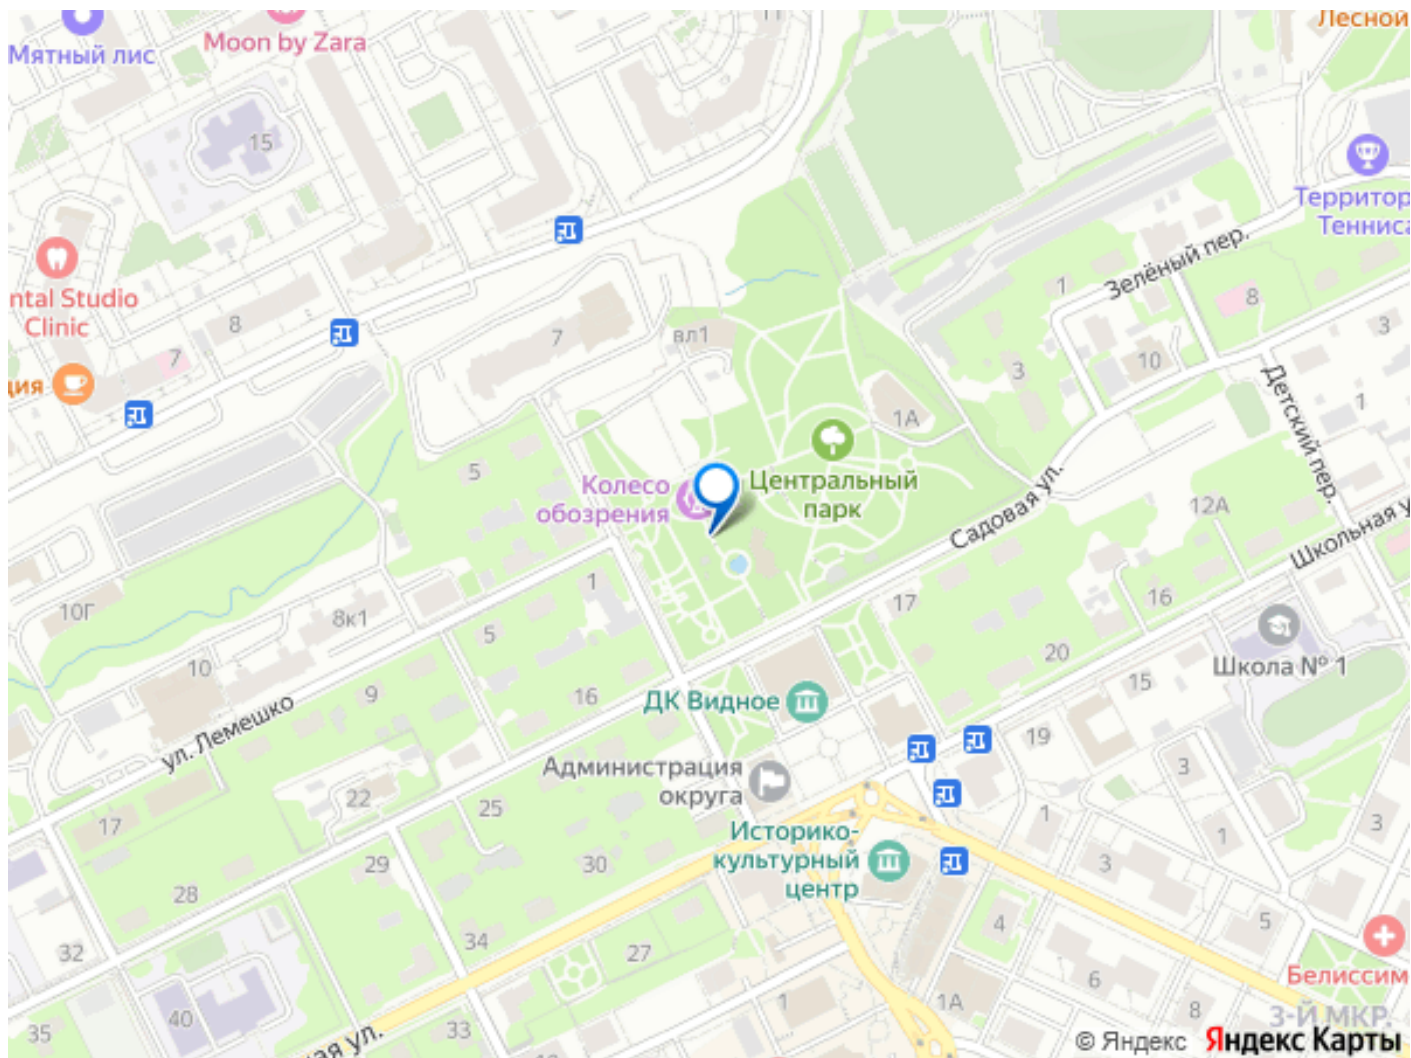 Лесной
Мятный лис
Moon by Zara
11
15
Территор
Тенниса
Зелёный пер.
ntal Studio
Clinic
8
7
7
вл1
1
8
3
3
10
Детский пер.
1
ция
1А
5
Колесо
обозрения
Центральный
парк
Садовая ул.
12А
Школьная у
10Г
8к1
1
17
16
5
20
Школа № 1
10
9
16
15
ДК Видное
ул. Лемешко
19
3
Администрация
округа
22
25
17
1
1
3
Историко-
культурный
центр
29
30
3
28
4
5
32
34
27
Белиссим
6
35
40
33
1
1А
8
3-Й МКР.
ая ул.
© Яндекс Яндекс Карты